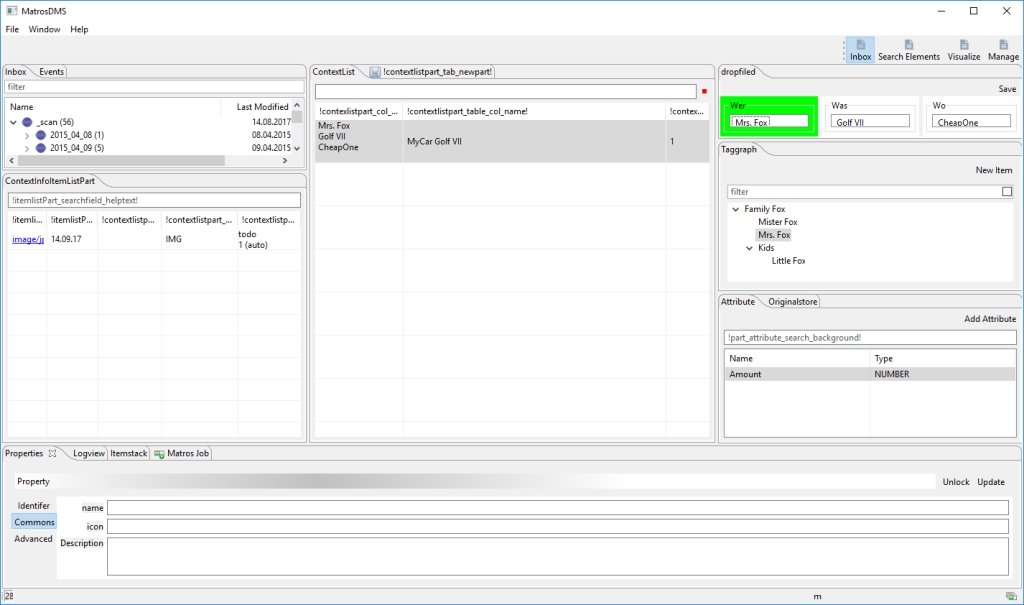 MatrosDMS
File Window Help
Inbox Search Elements Visualize Manage
Inbox Events
filter
Name Last Modified
_scan (56) 14.08.2017
2015_04_08 (1) 08.04.2015
2015_04_09 (5) 09.04.2015
ContextInfoItemListPart
!itemlistPart_searchfield_helptext!
!itemli... !itemlistP... !contextlistp... !contextlistpart_... !contextlistp...
image/jp 14.09.17 IMG todo
1 (auto)
ContextList !contextlistpart_tab_newpart!
!contexlistpart_col_... !contextlistpart_table_col_name! !contex...
Mrs. Fox
Golf VII
CheapOne
MyCar Golf VII 1
dropfiled
Save
Wer Was Wo
Mrs. Fox Golf VII CheapOne
Taggraph
New Item
filter
Family Fox
Mister Fox
Mrs. Fox
Kids
Little Fox
Attribute Originalstore
Add Attribute
!part_attribute_search_background!
Name Type
Amount NUMBER
Properties Logview Itemstack Matros Job
Property Unlock Update
Identifer
Commons
Advanced
name
icon
Description
28 m